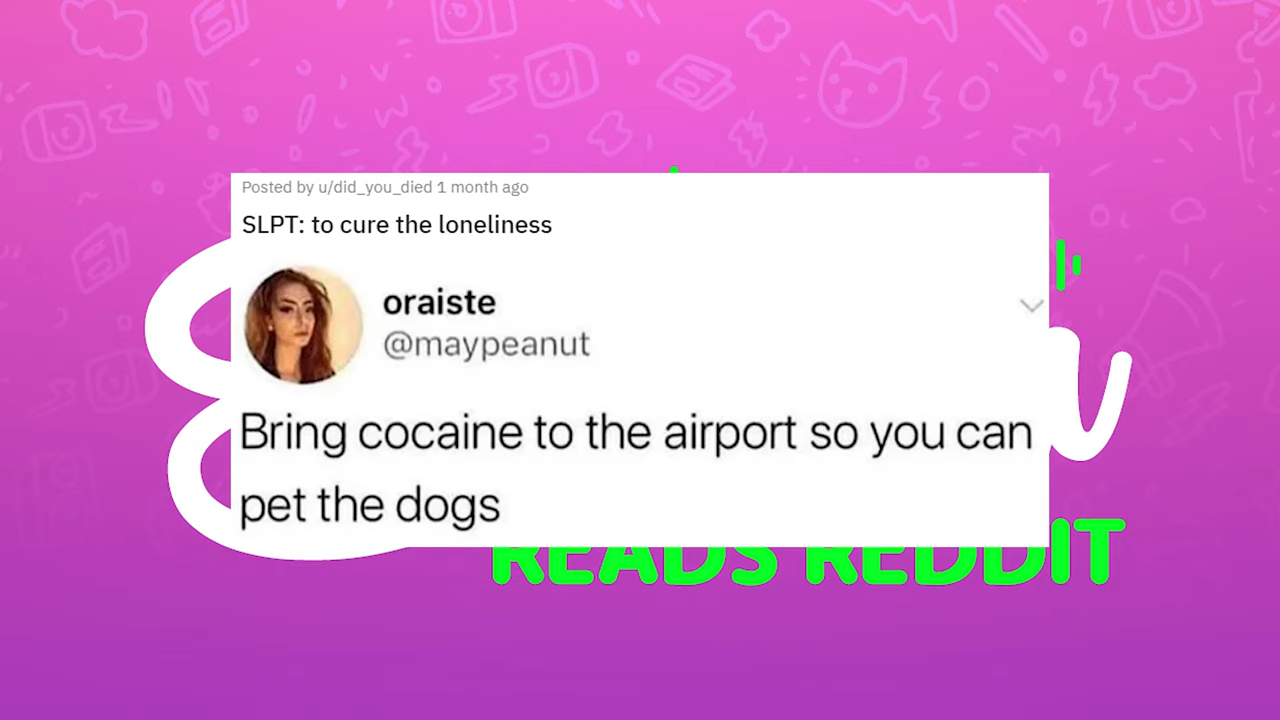 Posted by u/did_you_died 1 month ago
SLPT: to cure the loneliness
oraiste
@maypeanut
Bring cocaine to the airport so you can
pet the dogs
READS REDDIT